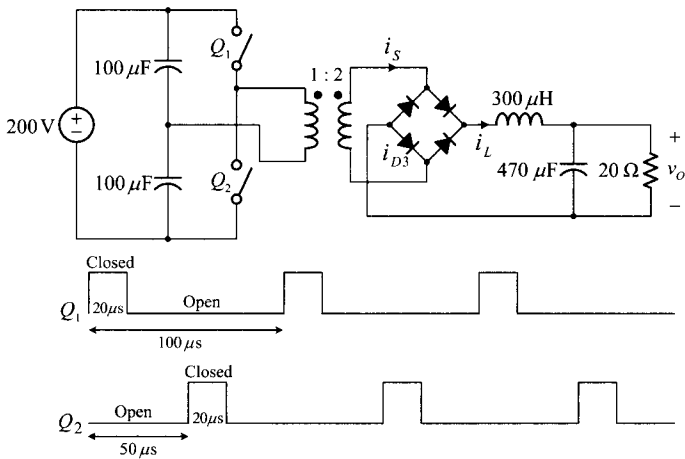 100 μF
Q1
1 : 2
iS
300 μH
200 V
+
−
iD3
iL
+
100 μF
Q2
470 μF
20 Ω
vO
−
Closed
Q1
20μs
Open
100 μs
Closed
Q2
Open
20μs
50 μs